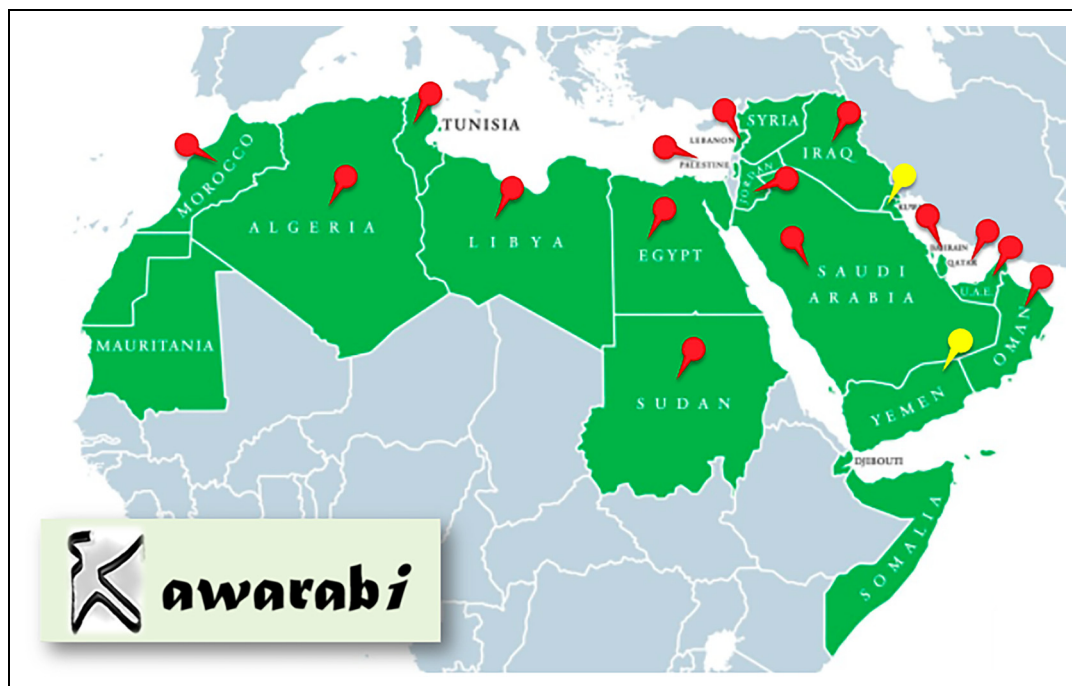 TUNISIA
MOROCCO
ALGERIA
LIBYA
EGYPT
LEBANON
SYRIA
PALESTINE
JORDAN
IRAQ
BAHRAIN
QATAR
U.A.E.
SAUDI
ARABIA
OMAN
MAURITANIA
SUDAN
YEMEN
DJIBOUTI
SOMALIA
Kawarabi